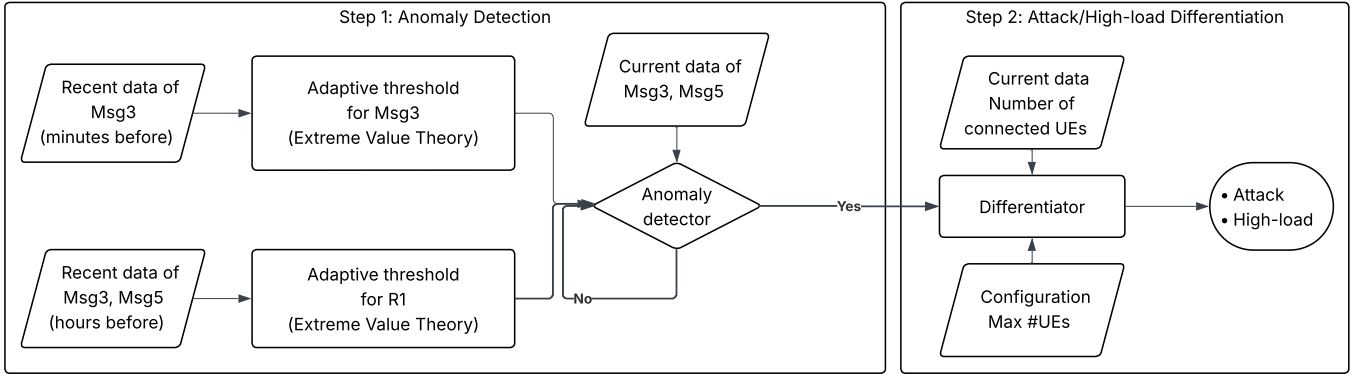 Step 1: Anomaly Detection
Recent data of
Msg3
(minutes before)
Adaptive threshold
for Msg3
(Extreme Value Theory)
Current data of
Msg3, Msg5
Anomaly
detector
Recent data of
Msg3, Msg5
(hours before)
Adaptive threshold
for R1
(Extreme Value Theory)
No
Yes
Step 2: Attack/High-load Differentiation
Current data
Number of
connected UEs
Differentiator
• Attack
• High-load
Configuration
Max #UEs